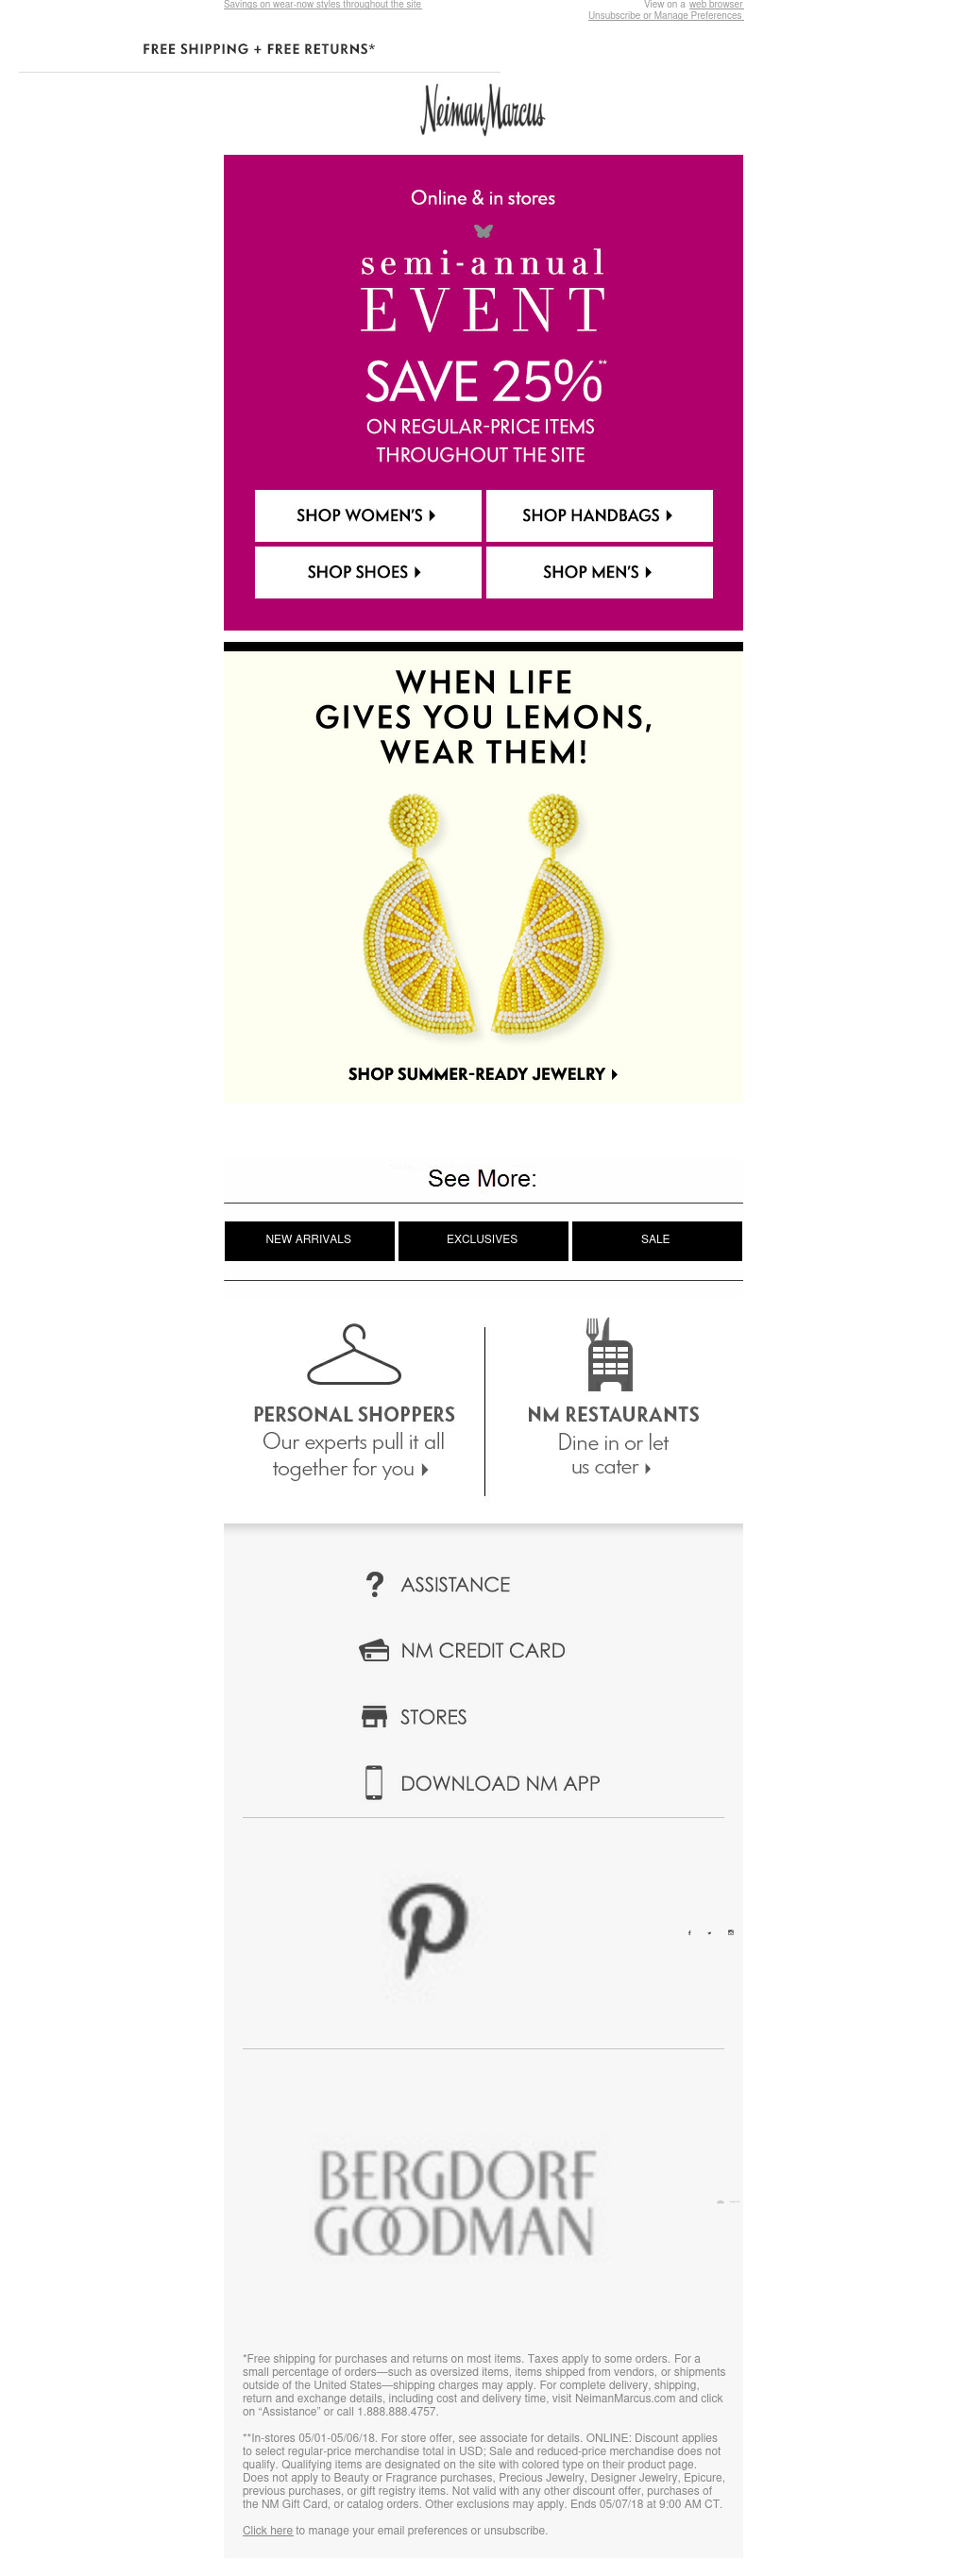 Savings on wear-now styles throughout the site
View on a web browser
Unsubscribe or Manage Preferences
FREE SHIPPING + FREE RETURNS*
Neiman Marcus
Online & in stores
semi-annual
EVENT
SAVE 25%**
ON REGULAR-PRICE ITEMS
THROUGHOUT THE SITE
SHOP WOMEN'S
SHOP HANDBAGS
SHOP SHOES
SHOP MEN'S
WHEN LIFE
GIVES YOU LEMONS,
WEAR THEM!
SHOP SUMMER-READY JEWELRY
See More:
NEW ARRIVALS
EXCLUSIVES
SALE
PERSONAL SHOPPERS
Our experts pull it all
together for you
NM RESTAURANTS
Dine in or let
us cater
ASSISTANCE
NM CREDIT CARD
STORES
DOWNLOAD NM APP
BERGDORF
GOODMAN
*Free shipping for purchases and returns on most items. Taxes apply to some orders. For a
small percentage of orders—such as oversized items, items shipped from vendors, or shipments
outside of the United States—shipping charges may apply. For complete delivery, shipping,
return and exchange details, including cost and delivery time, visit NeimanMarcus.com and click
on “Assistance” or call 1.888.888.4757.
**In-stores 05/01-05/06/18. For store offer, see associate for details. ONLINE: Discount applies
to select regular-price merchandise total in USD; Sale and reduced-price merchandise does not
qualify. Qualifying items are designated on the site with colored type on their product page.
Does not apply to Beauty or Fragrance purchases, Precious Jewelry, Designer Jewelry, Epicure,
previous purchases, or gift registry items. Not valid with any other discount offer, purchases of
the NM Gift Card, or catalog orders. Other exclusions may apply. Ends 05/07/18 at 9:00 AM CT.
Click here to manage your email preferences or unsubscribe.